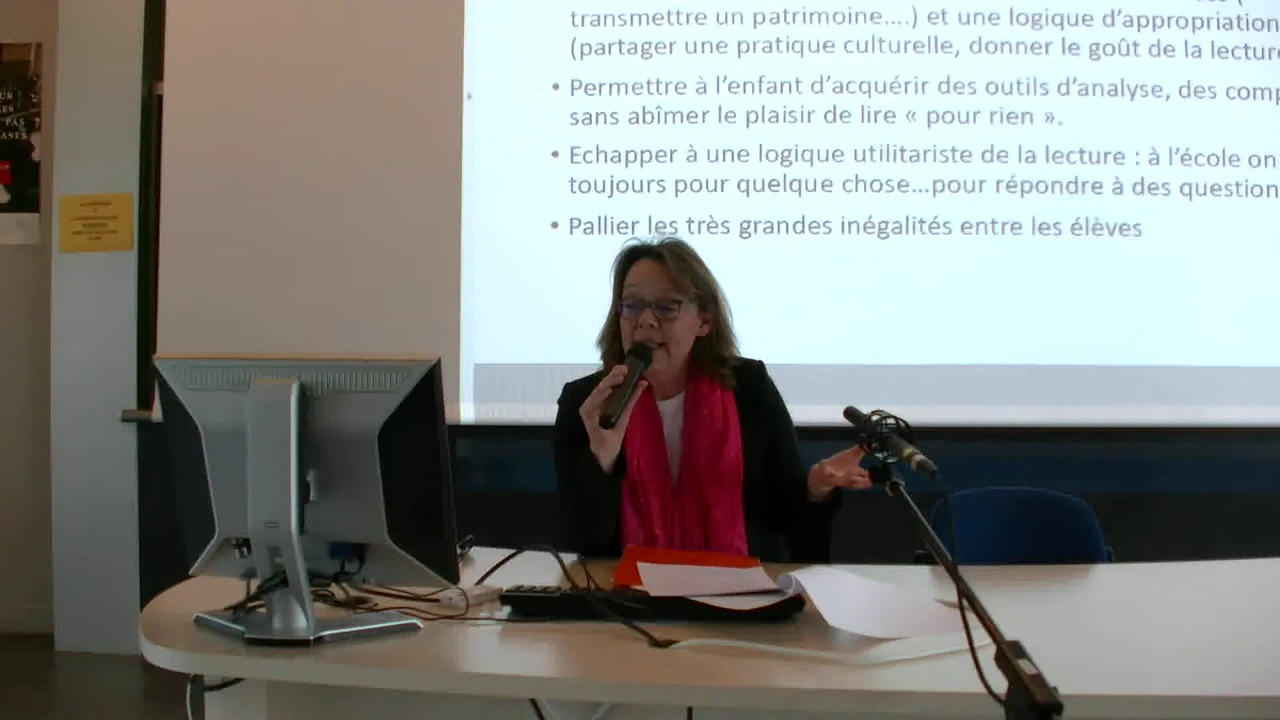 transmettre un patrimoine....) et une logique d'appropriation
(partager une pratique culturelle, donner le goût de la lecture
• Permettre à l'enfant d'acquérir des outils d'analyse, des comp
sans abîmer le plaisir de lire « pour rien ».
• Echapper à une logique utilitariste de la lecture : à l'école on
toujours pour quelque chose...pour répondre à des question
• Pallier les très grandes inégalités entre les élèves
PAS